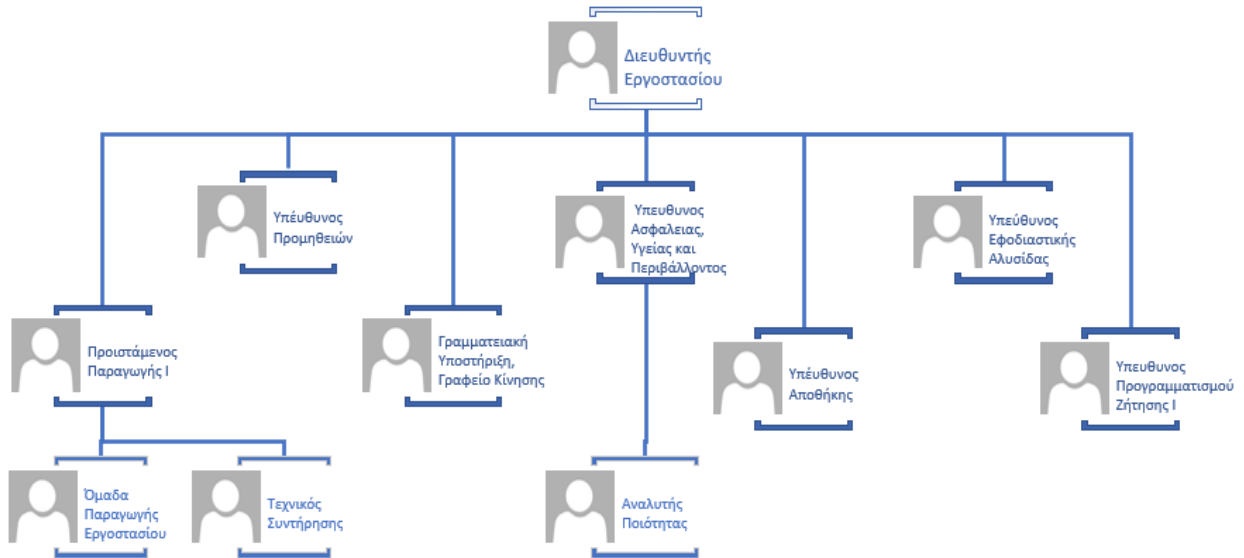 Διευθυντής
Εργοστασίου
Υπέυθυνος
Προμηθειών
Υπευθυνος
Ασφαλειας,
Υγείας και
Περιβάλλοντος
Υπεύθυνος
Εφοδιαστικής
Αλυσίδας
Προιστάμενος
Παραγωγής Ι
Γραμματειακή
Υποστήριξη,
Γραφείο Κίνησης
Υπέυθυνος
Αποθήκης
Υπευθυνος
Προγραμματισμού
Ζήτησης Ι
Όμαδα
Παραγωγής
Εργοστασίου
Τεχνικός
Συντήρησης
Αναλυτής
Ποιότητας